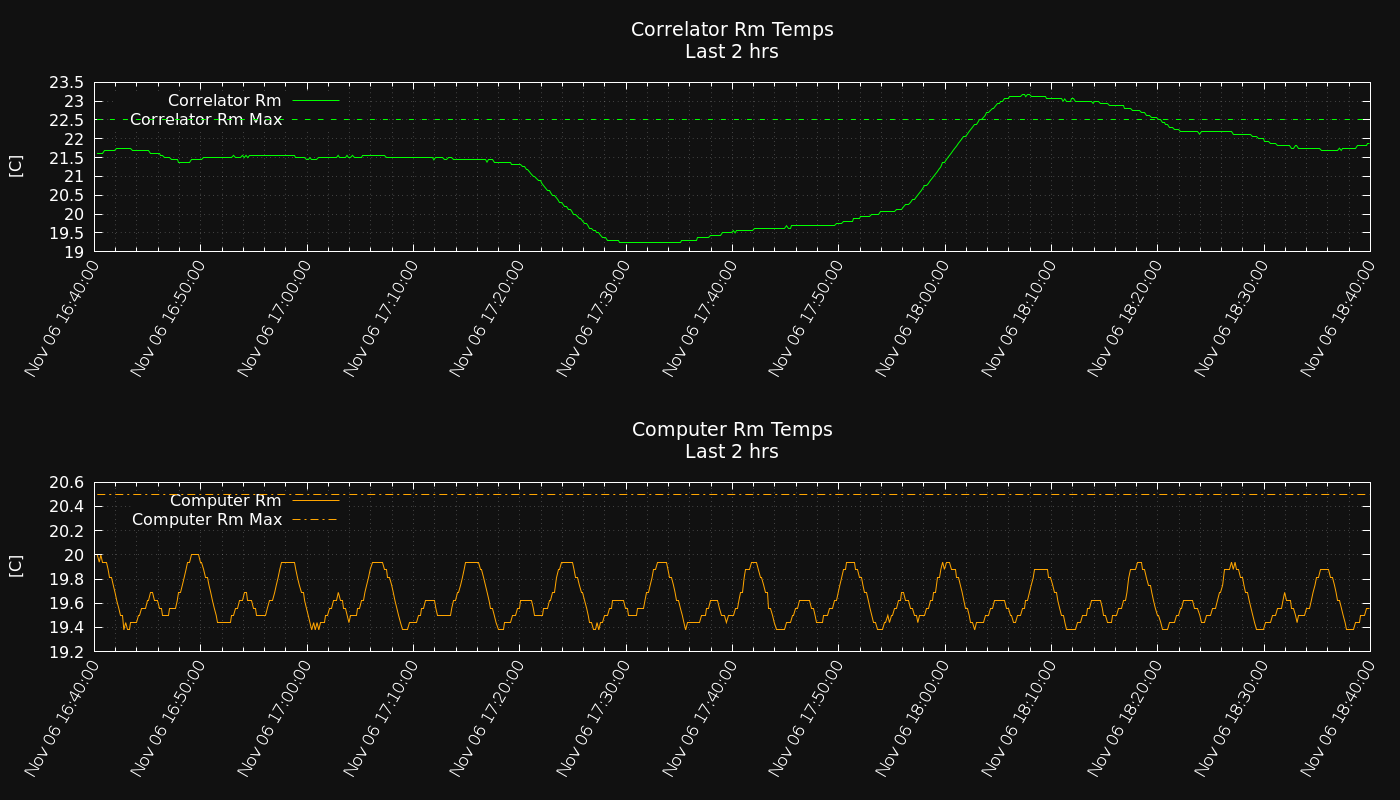 Correlator Rm Temps
Last 2 hrs
23.5
23
22.5
22
21.5
21
20.5
20
19.5
19
[C]
Correlator Rm
Correlator Rm Max
Nov 06 16:40:00
Nov 06 16:50:00
Nov 06 17:00:00
Nov 06 17:10:00
Nov 06 17:20:00
Nov 06 17:30:00
Nov 06 17:40:00
Nov 06 17:50:00
Nov 06 18:00:00
Nov 06 18:10:00
Nov 06 18:20:00
Nov 06 18:30:00
Nov 06 18:40:00
Computer Rm Temps
Last 2 hrs
20.6
20.4
20.2
20
19.8
19.6
19.4
19.2
[C]
Computer Rm
Computer Rm Max
Nov 06 16:40:00
Nov 06 16:50:00
Nov 06 17:00:00
Nov 06 17:10:00
Nov 06 17:20:00
Nov 06 17:30:00
Nov 06 17:40:00
Nov 06 17:50:00
Nov 06 18:00:00
Nov 06 18:10:00
Nov 06 18:20:00
Nov 06 18:30:00
Nov 06 18:40:00